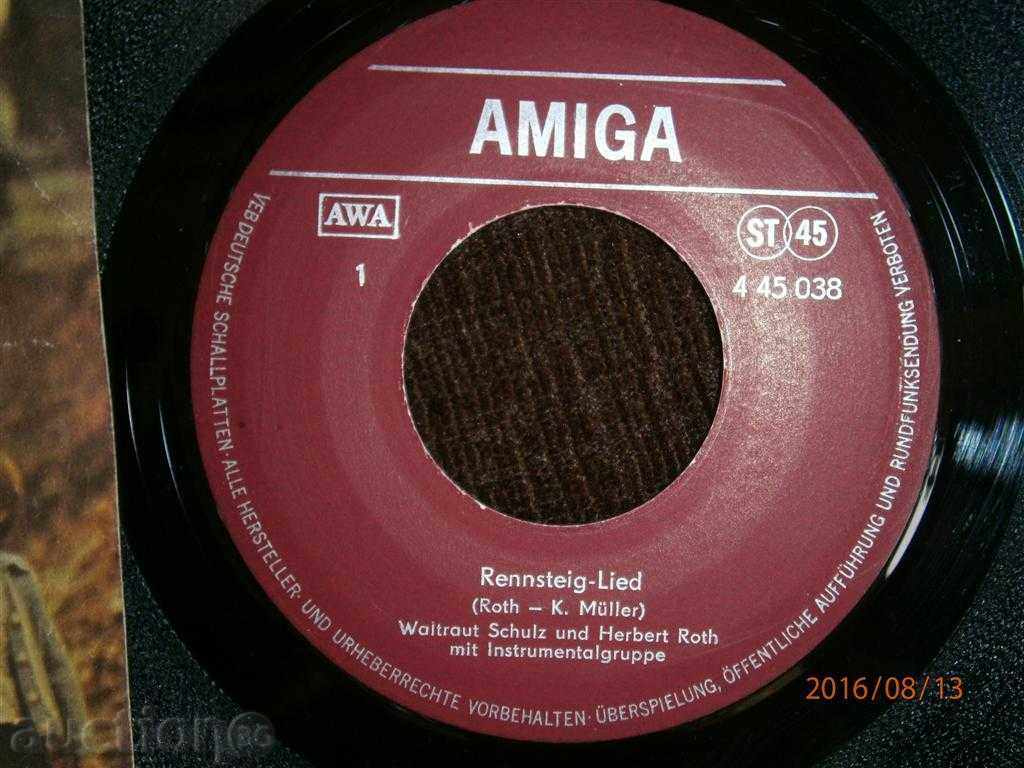 AMIGA
AWA
ST 45
1
4 45 038
Rennsteig-Lied
(Roth – K. Müller)
Waltraut Schulz und Herbert Roth
mit Instrumentalgruppe
VEB DEUTSCHE SCHALLPLATTEN · ALLE HERSTELLER- UND URHEBERRECHTE VORBEHALTEN · ÜBERSPIELUNG, ÖFFENTLICHE AUFFÜHRUNG UND RUNDFUNKSENDUNG VERBOTEN
2016/08/13
auction